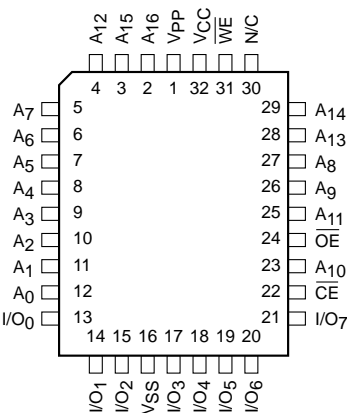 A12 A15 A16 VPP VCC W̅E̅ N/C
4 3 2 1 32 31 30
A7 5 29 A14
A6 6 28 A13
A5 7 27 A8
A4 8 26 A9
A3 9 25 A11
A2 10 24 O̅E̅
A1 11 23 A10
A0 12 22 C̅E̅
I/O0 13 21 I/O7
14 15 16 17 18 19 20
I/O1 I/O2 VSS I/O3 I/O4 I/O5 I/O6